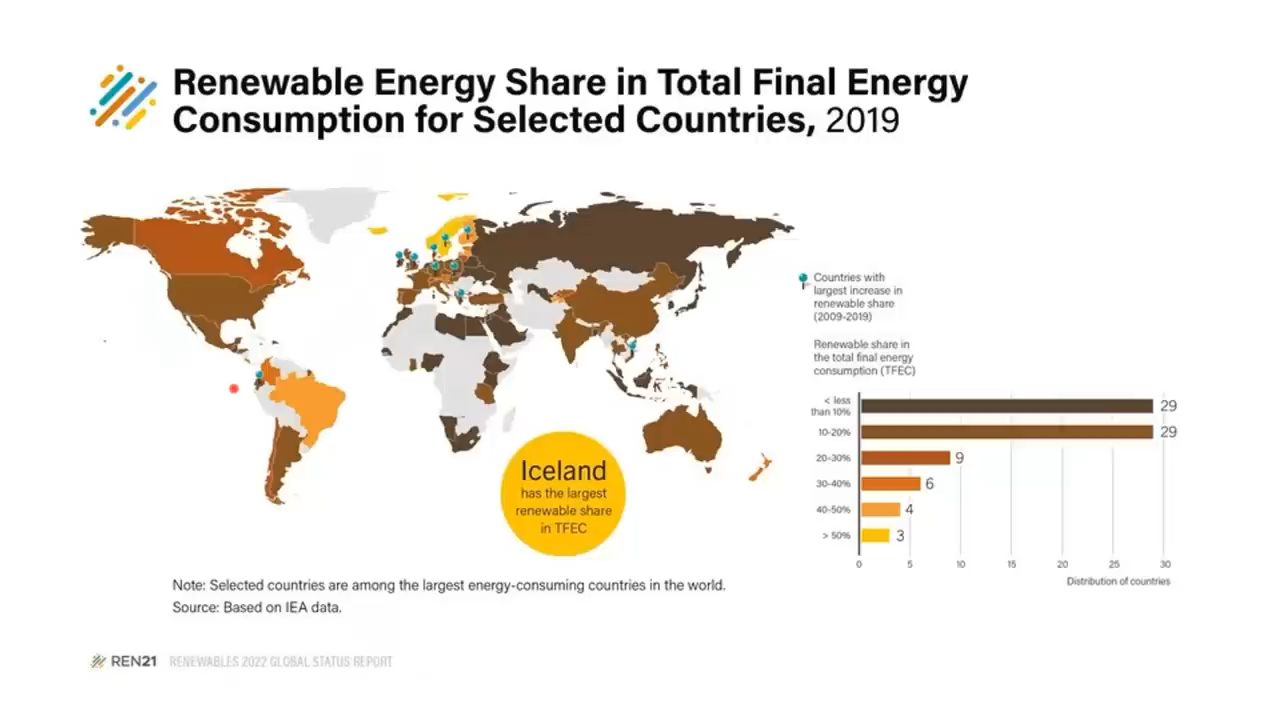 Renewable Energy Share in Total Final Energy
Consumption for Selected Countries, 2019
Countries with
largest increase in
renewable share
(2009-2019)
Renewable share in
the total final energy
consumption (TFEC)
< less
than 10%
29
10-20%
29
20-30%
9
30-40%
6
40-50%
4
> 50%
3
0 5 10 15 20 25 30
Distribution of countries
Iceland
has the largest
renewable share
in TFEC
Note: Selected countries are among the largest energy-consuming countries in the world.
Source: Based on IEA data.
REN21 RENEWABLES 2022 GLOBAL STATUS REPORT